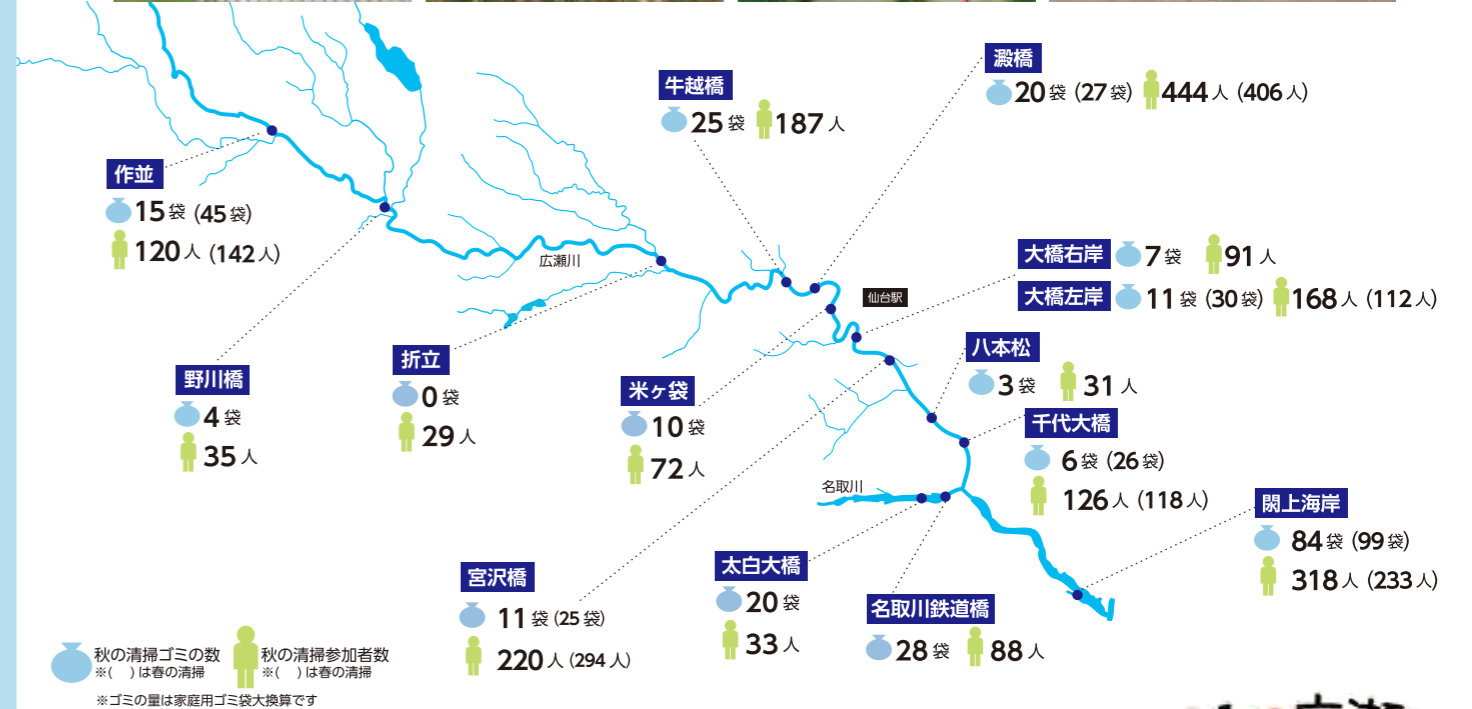 澱橋
20袋 (27袋) 444人 (406人)
牛越橋
25袋 187人
作並
15袋 (45袋)
120人 (142人)
大橋右岸 7袋 91人
大橋左岸 11袋 (30袋) 168人 (112人)
広瀬川
仙台駅
八本松
3袋 31人
折立
0袋
29人
野川橋
4袋
35人
米ヶ袋
10袋
72人
千代大橋
6袋 (26袋)
126人 (118人)
名取川
閖上海岸
84袋 (99袋)
318人 (233人)
太白大橋
20袋
33人
宮沢橋
11袋 (25袋)
220人 (294人)
名取川鉄道橋
28袋 88人
秋の清掃ゴミの数
※( )は春の清掃
秋の清掃参加者数
※( )は春の清掃
※ゴミの量は家庭用ゴミ袋大換算です